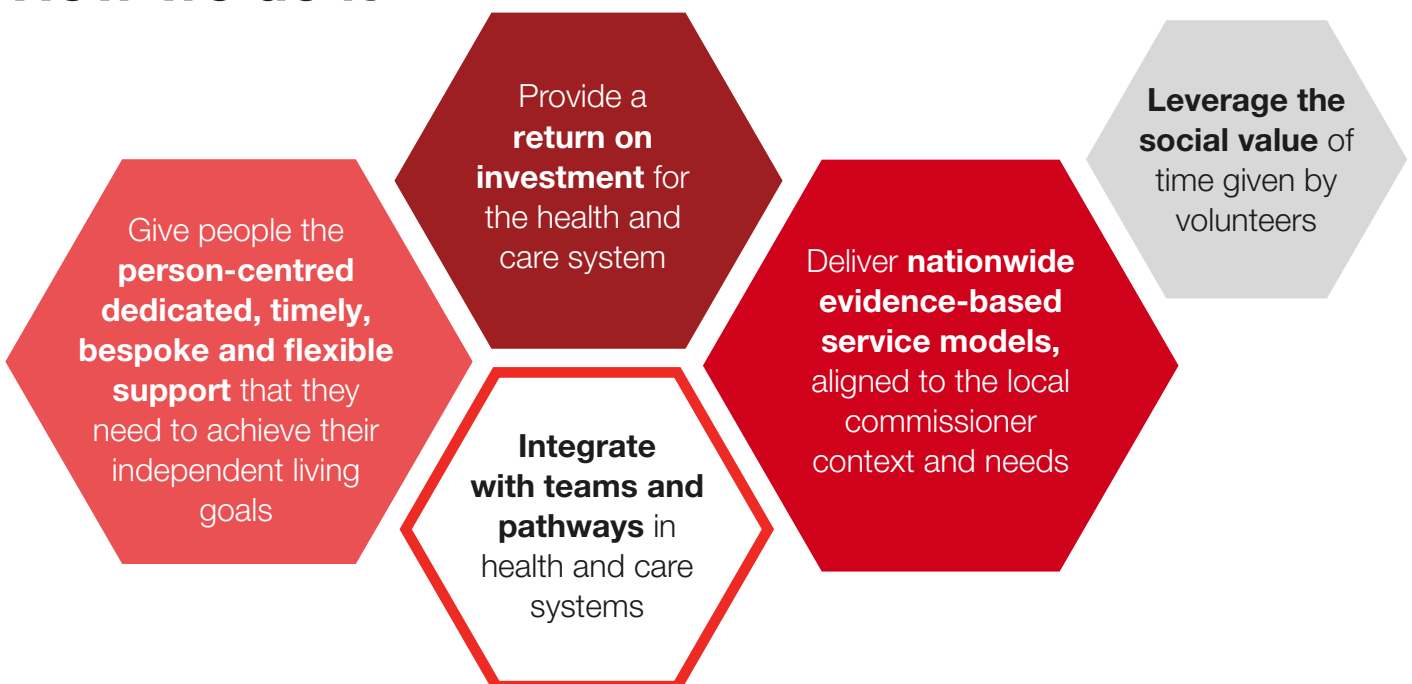 Give people the
person-centred
dedicated, timely,
bespoke and flexible
support that they
need to achieve their
independent living
goals
Provide a
return on
investment for
the health and
care system
Integrate
with teams and
pathways in
health and care
systems
Deliver nationwide
evidence-based
service models,
aligned to the local
commissioner
context and needs
Leverage the
social value of
time given by
volunteers